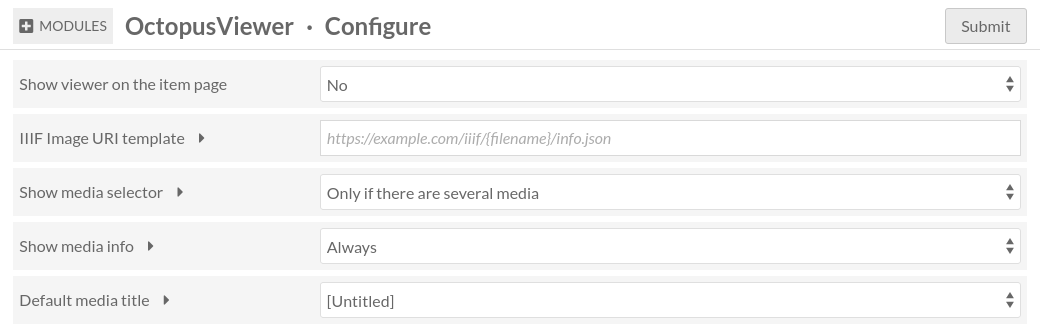 MODULES OctopusViewer · Configure Submit
Show viewer on the item page No
IIIF Image URI template https://example.com/iiif/{filename}/info.json
Show media selector Only if there are several media
Show media info Always
Default media title [Untitled]